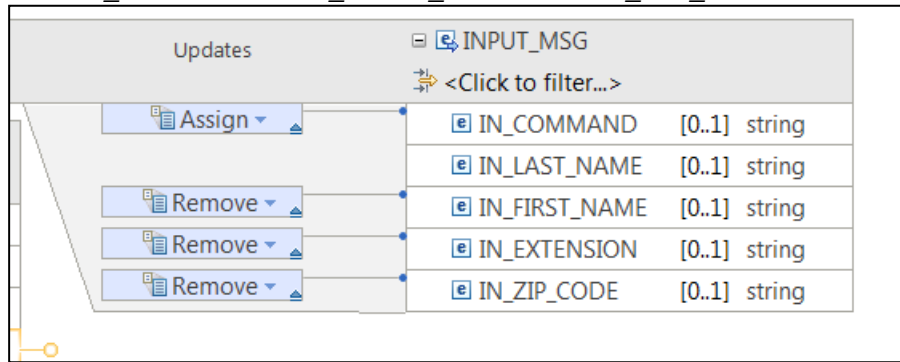 Updates
INPUT_MSG
<Click to filter...>
Assign
IN_COMMAND [0..1] string
IN_LAST_NAME [0..1] string
Remove
IN_FIRST_NAME [0..1] string
Remove
IN_EXTENSION [0..1] string
Remove
IN_ZIP_CODE [0..1] string